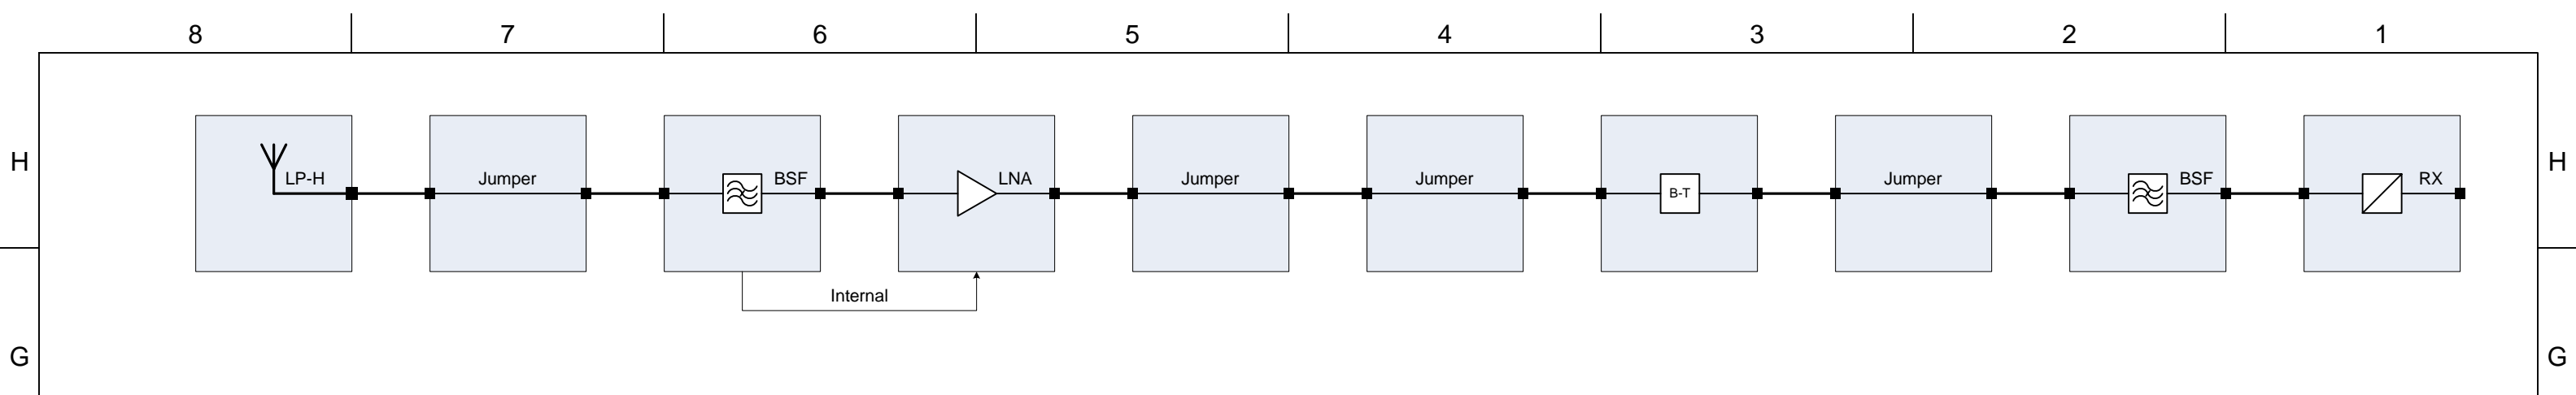 8 7 6 5 4 3 2 1
H H
LP-H Jumper BSF LNA Jumper Jumper B-T Jumper BSF RX
Internal
G G